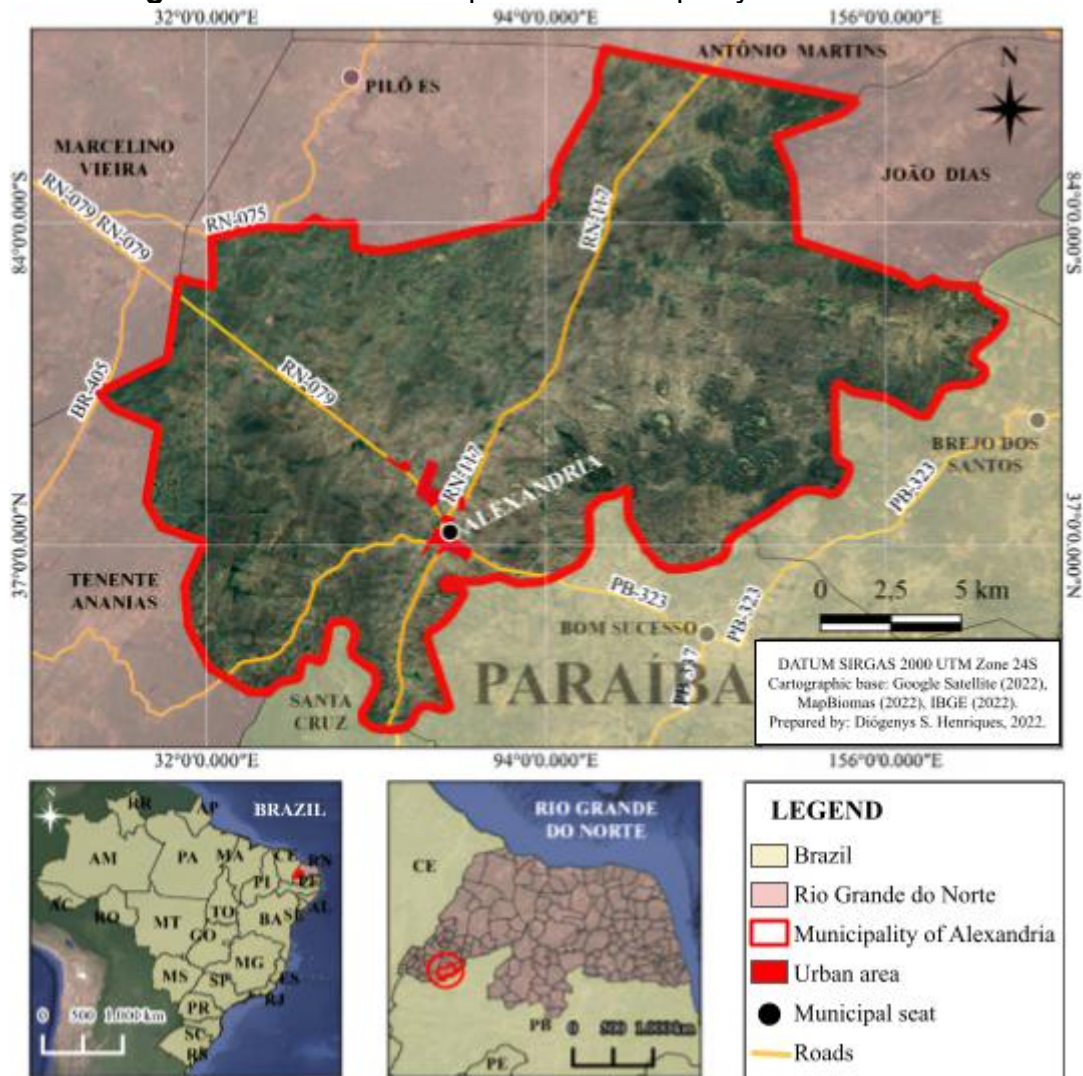 32°0'0.000"E 94°0'0.000"E 156°0'0.000"E
ANTÔNIO MARTINS
N
PILÕ ES
MARCELINO
VIEIRA
JOÃO DIAS
84°0'0.000"S
84°0'0.000"S
RN-079 RN-079
RN-075
RN-117
BR-405
RN-079
RN-117
ALEXANDRIA
BREJO DOS
SANTOS
PB-323
37°0'0.000"N
37°0'0.000"N
TENENTE
ANANIAS
PB-323
PB-323
0 2,5 5 km
BOM SUCESSO
PARAÍBA
SANTA
CRUZ
DATUM SIRGAS 2000 UTM Zone 24S
Cartographic base: Google Satellite (2022),
MapBiomas (2022), IBGE (2022).
Prepared by: Diógenys S. Henriques, 2022.
32°0'0.000"E 94°0'0.000"E 156°0'0.000"E
N
BRAZIL
RR AP
AM PA MA CE RN
PI
AC RO TO SE AL
MT BA
GO
MG
MS SP ES
RJ
PR
SC
RS
0 500 1.000 km
RIO GRANDE
DO NORTE
CE
PB
0 500 1.000 km
PE
LEGEND
Brazil
Rio Grande do Norte
Municipality of Alexandria
Urban area
Municipal seat
Roads